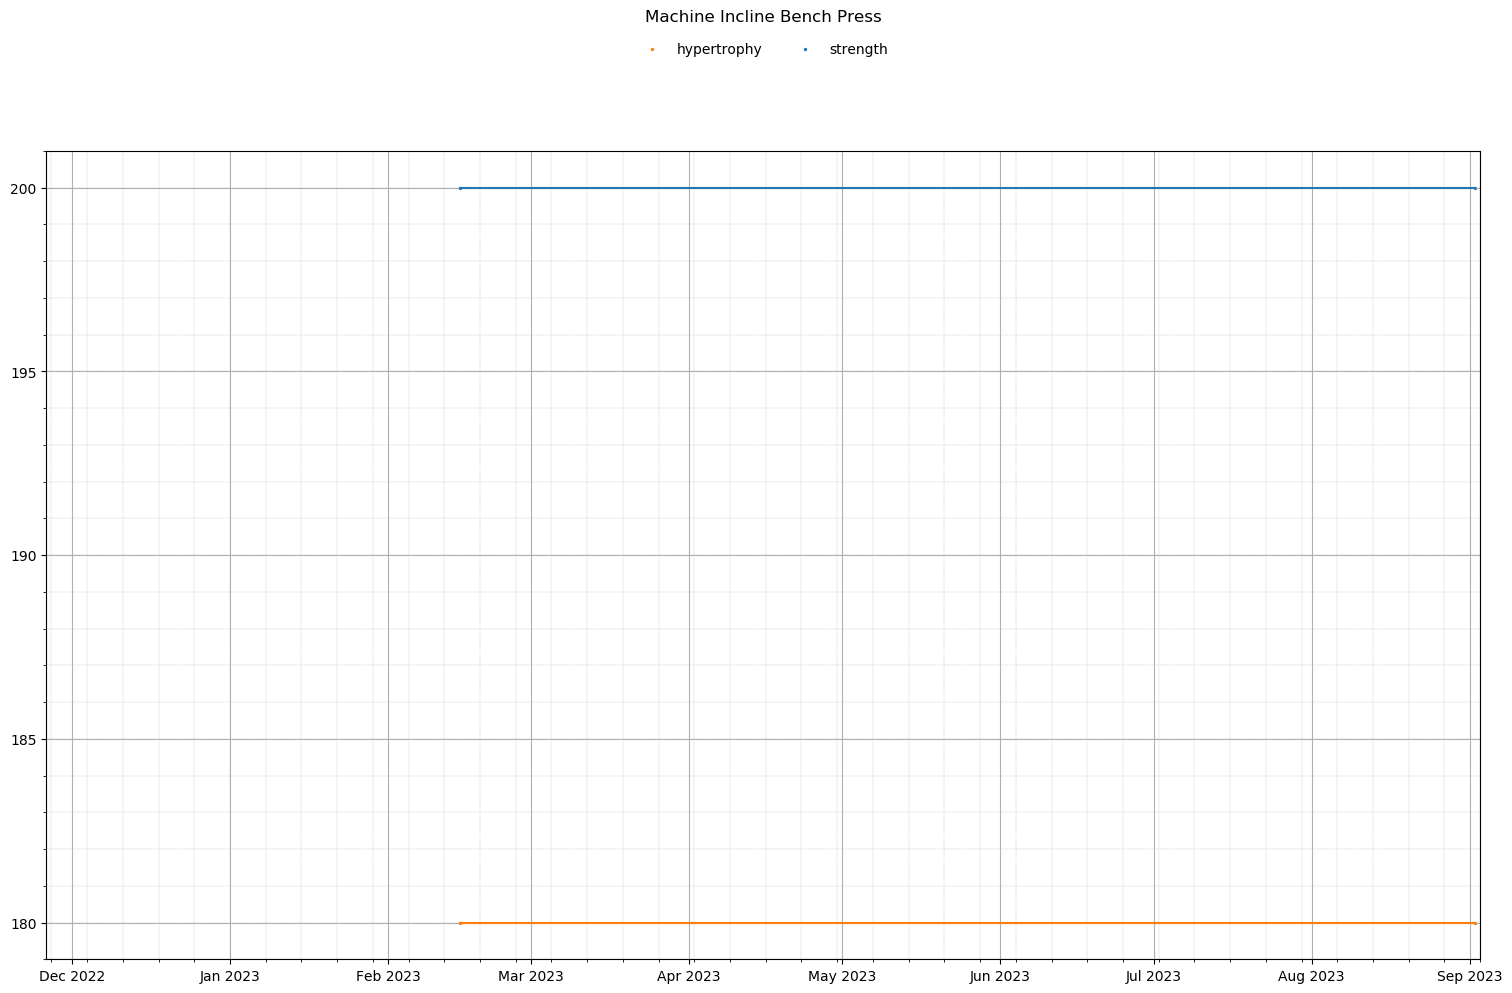 Machine Incline Bench Press
hypertrophy strength
200
195
190
185
180
Dec 2022 Jan 2023 Feb 2023 Mar 2023 Apr 2023 May 2023 Jun 2023 Jul 2023 Aug 2023 Sep 2023